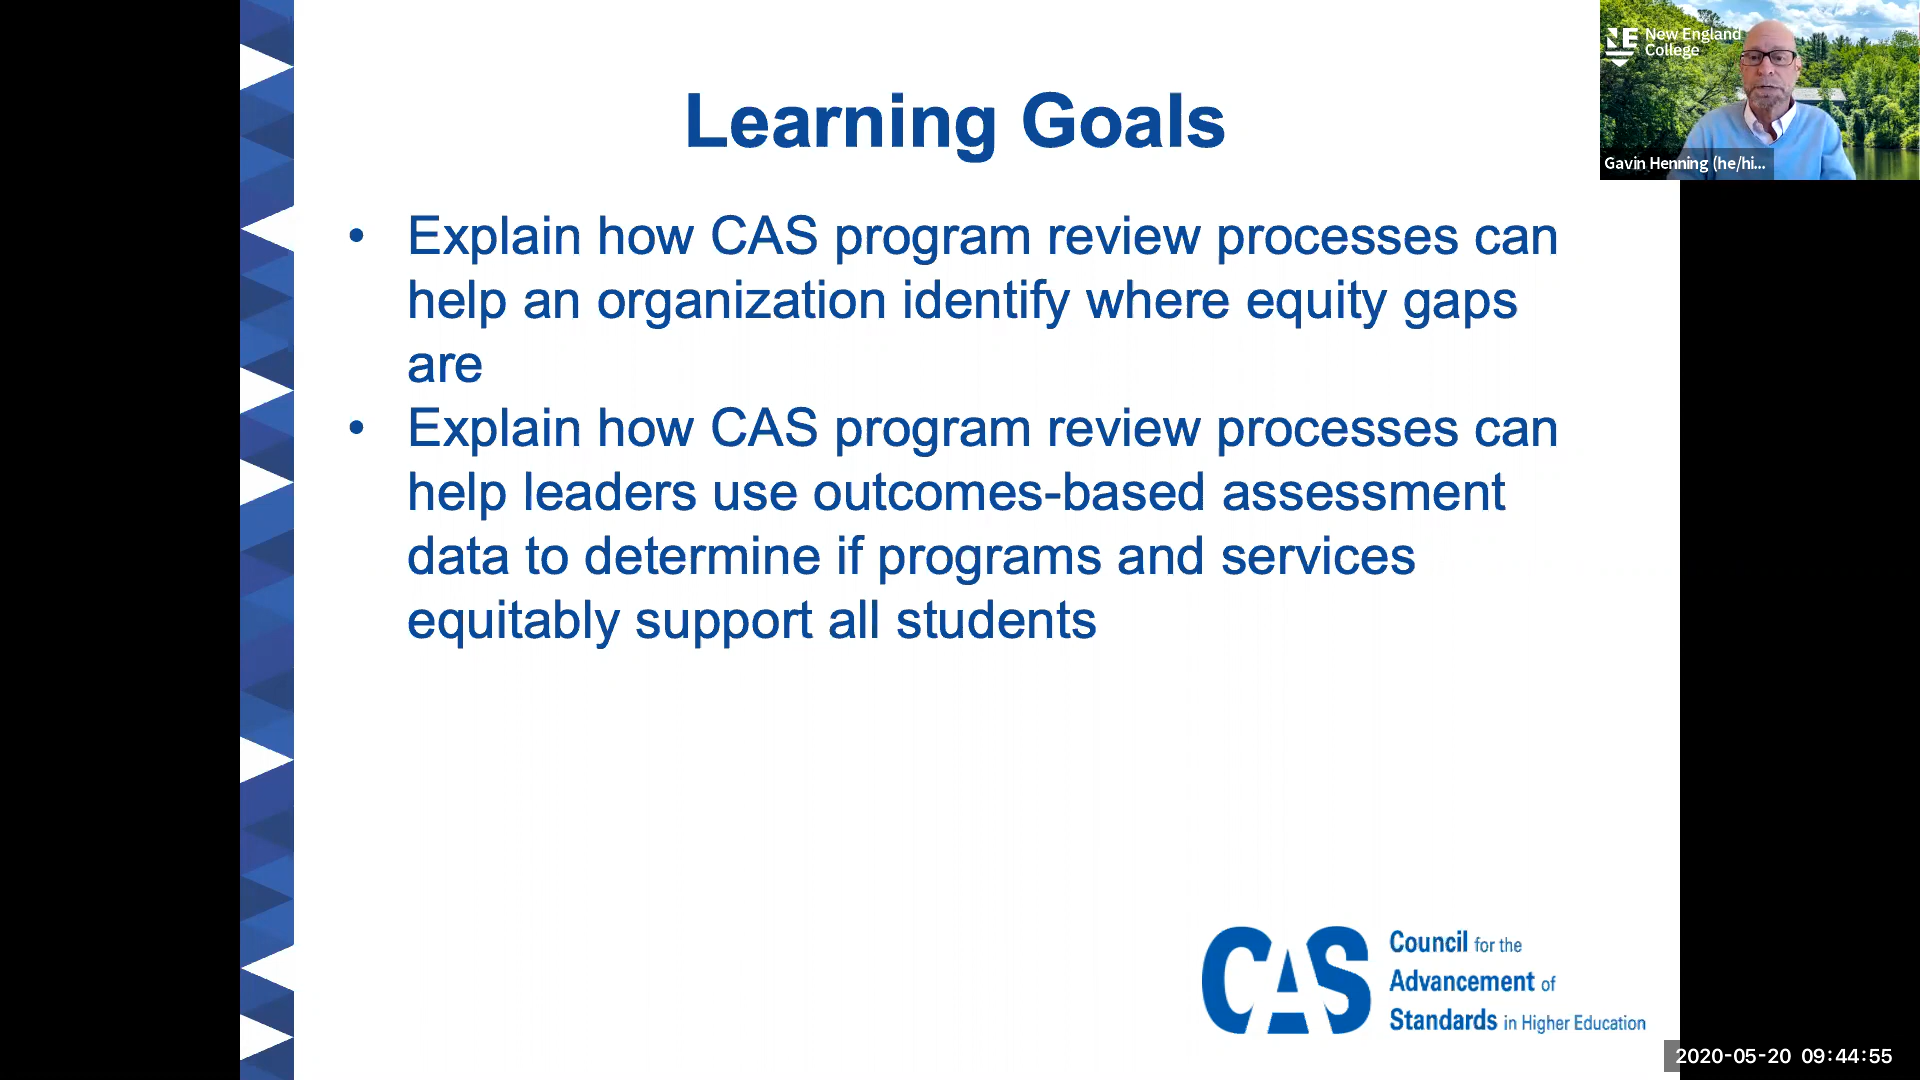 Learning Goals
• Explain how CAS program review processes can
help an organization identify where equity gaps
are
• Explain how CAS program review processes can
help leaders use outcomes-based assessment
data to determine if programs and services
equitably support all students
New England
College
Gavin Henning (he/hi...
CAS
Council for the
Advancement of
Standards in Higher Education
2020-05-20 09:44:55